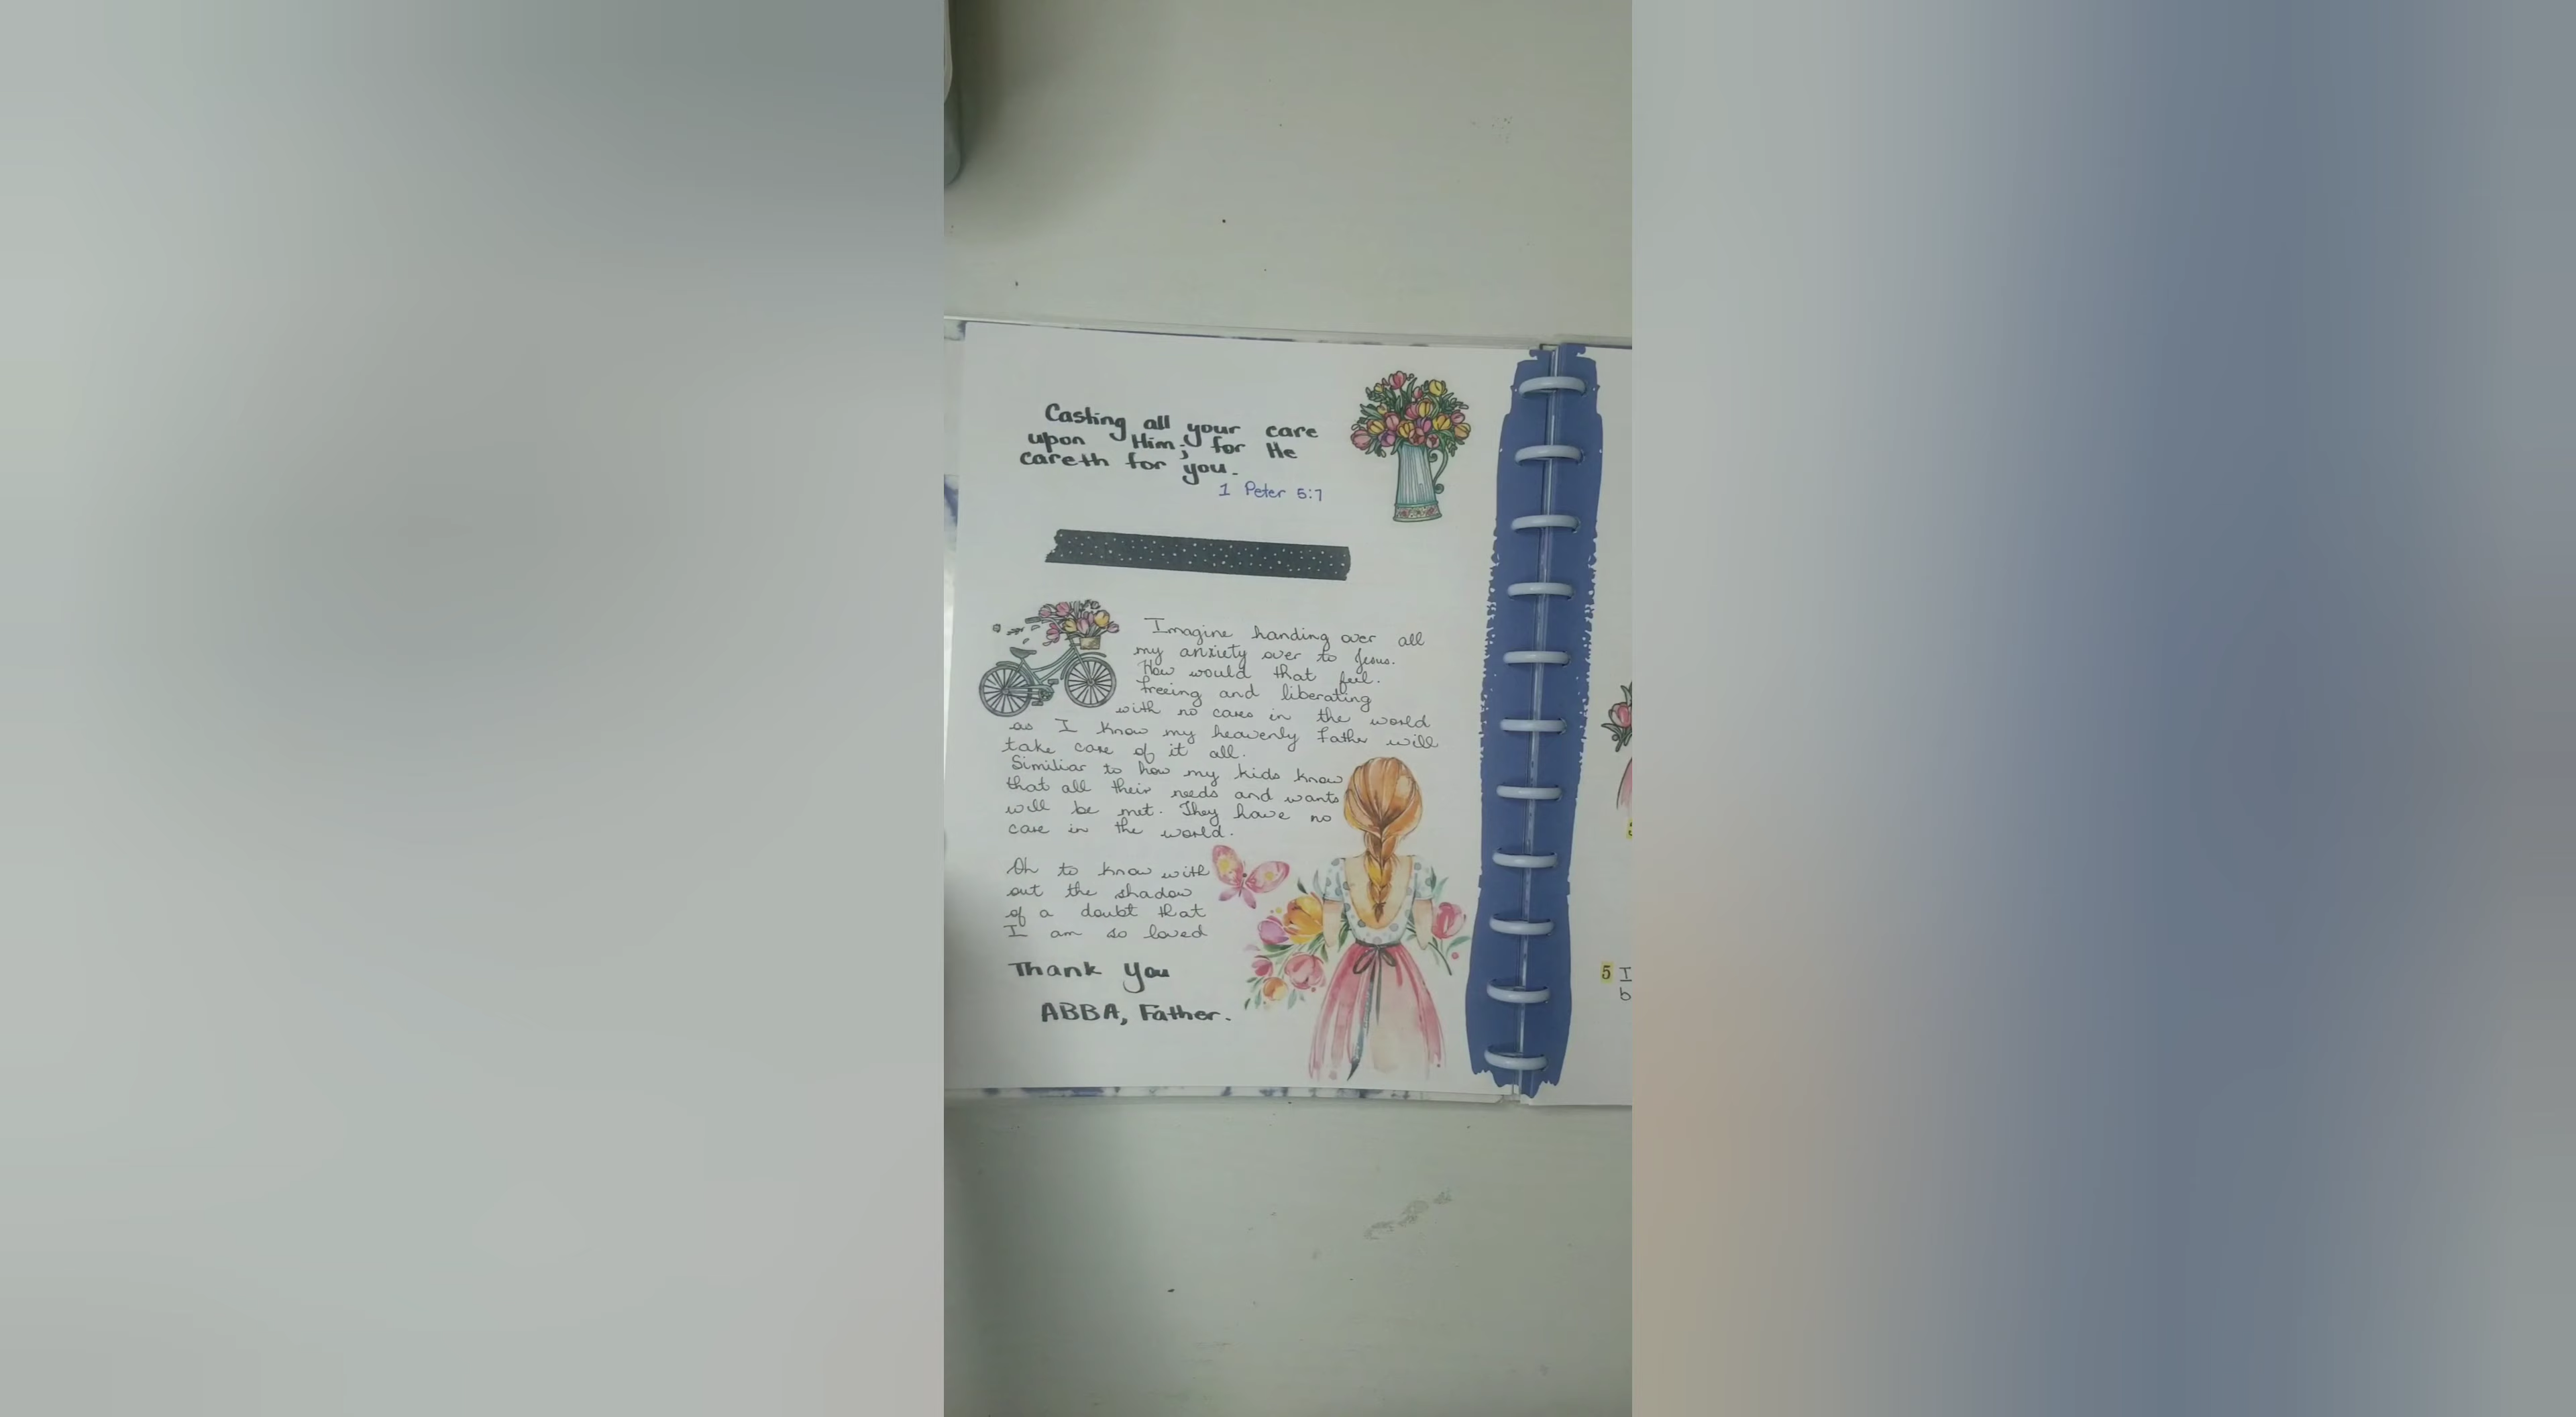 Casting all your care
upon Him; for He
careth for you.
1 Peter 5:7
Imagine handing over all
my anxiety over to Jesus.
How would that feel.
Freeing and liberating
with no cares in the world
as I know my heavenly Father will
take care of it all.
Similiar to how my kids know
that all their needs and wants
will be met. They have no
care in the world.
Oh to know with
out the shadow
of a doubt that
I am so loved
Thank You
ABBA, Father.
5 I
b